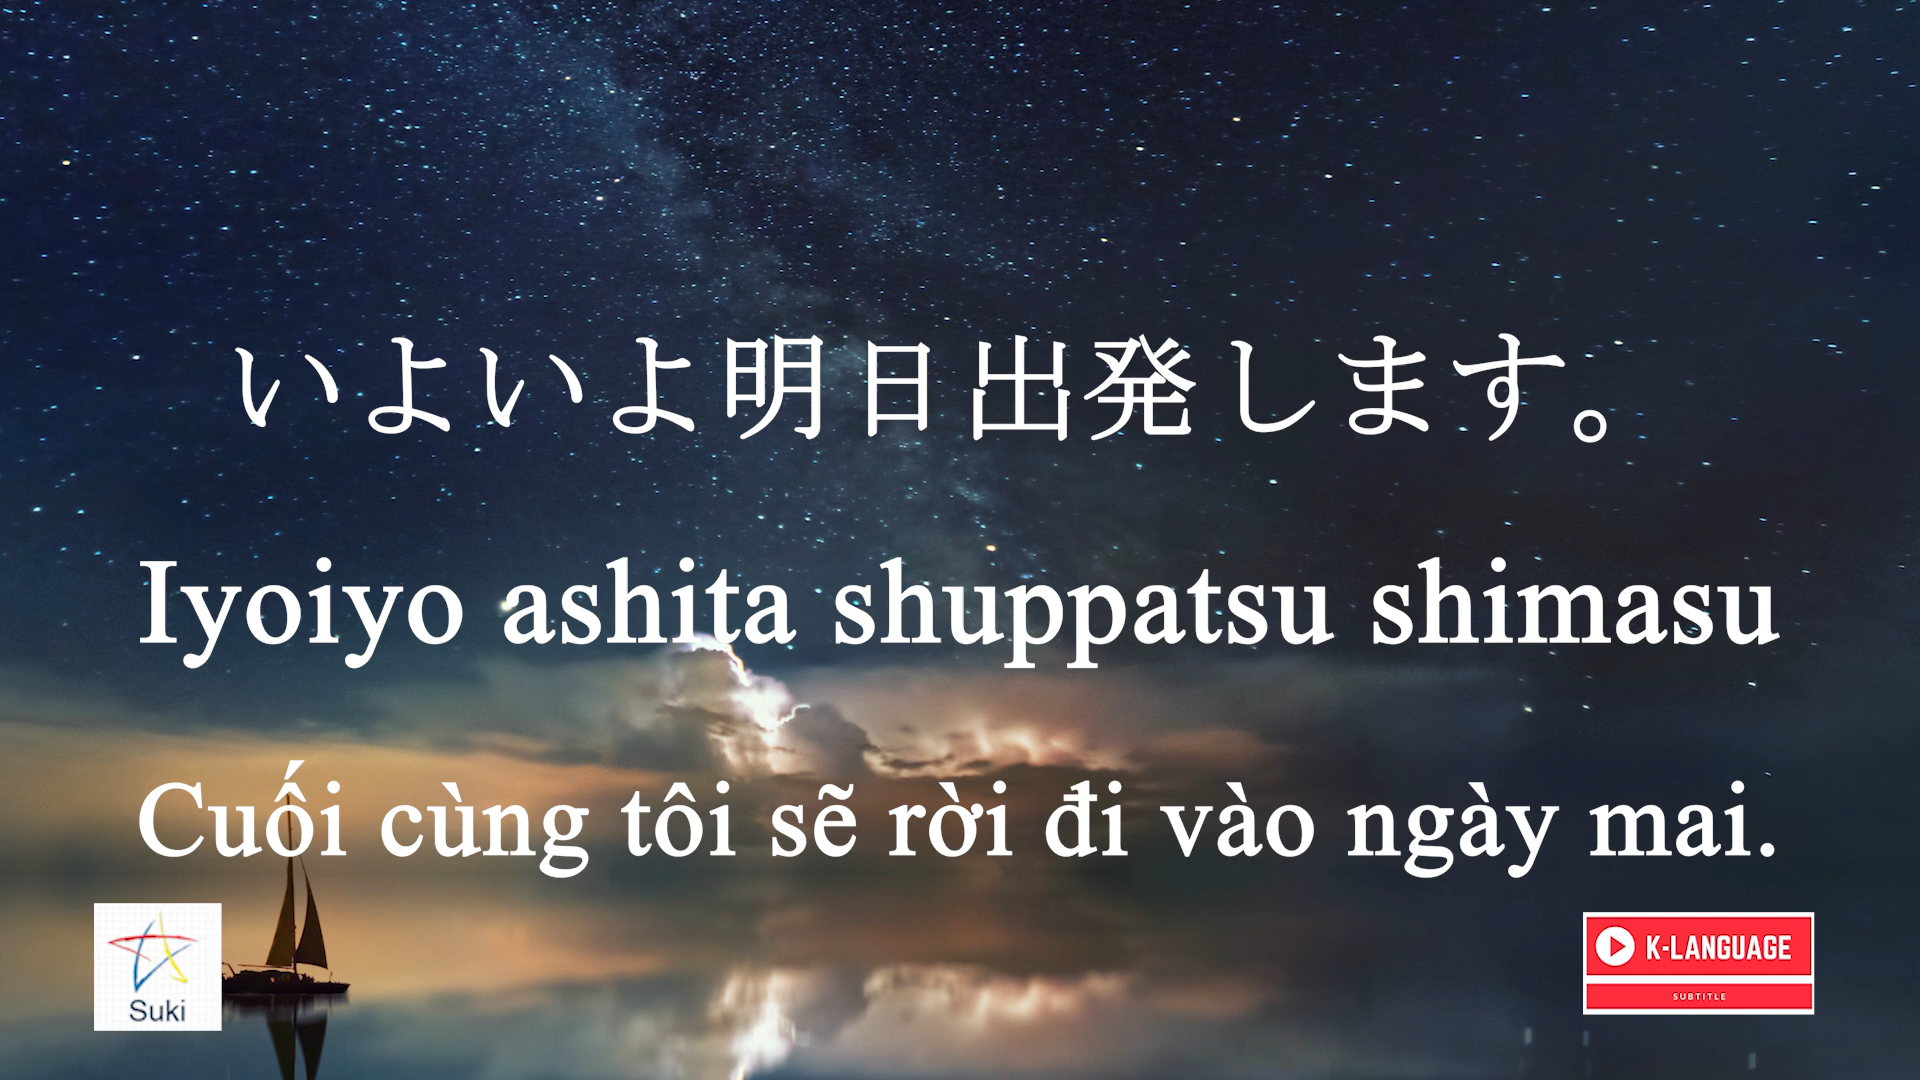 いよいよ明日出発します。
Iyoiyo ashita shuppatsu shimasu
Cuối cùng tôi sẽ rời đi vào ngày mai.
Suki
K-LANGUAGE
SUBTITLE